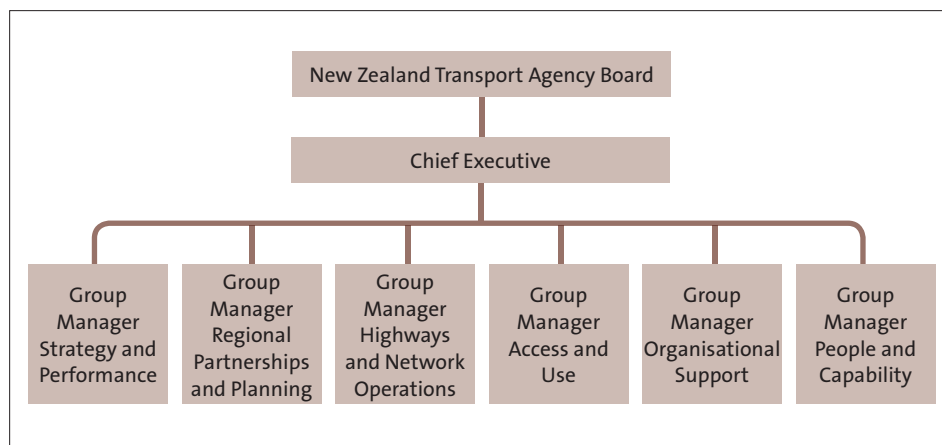 New Zealand Transport Agency Board
Chief Executive
Group
Manager
Strategy and
Performance
Group
Manager
Regional
Partnerships
and Planning
Group
Manager
Highways
and Network
Operations
Group
Manager
Access and
Use
Group
Manager
Organisational
Support
Group
Manager
People and
Capability